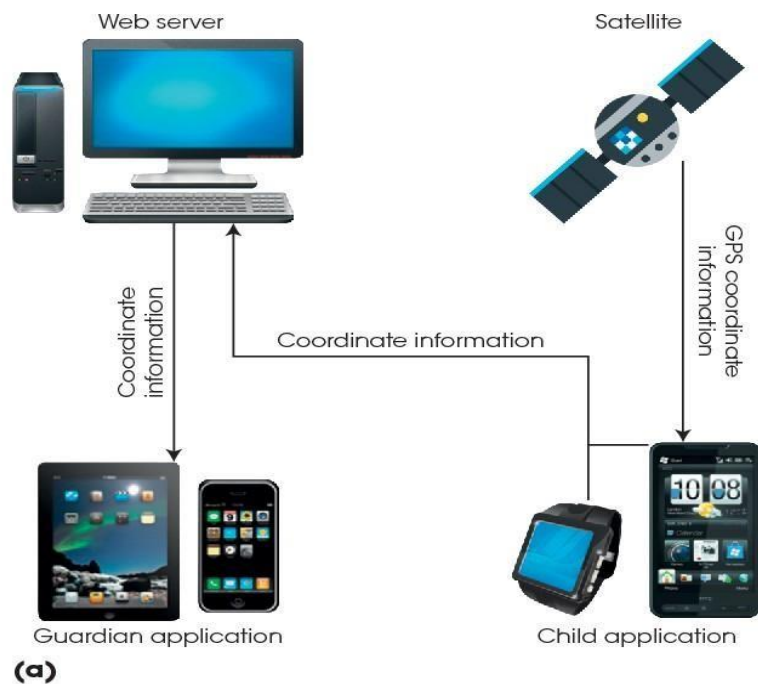 Web server
Satellite
GPS coordinate
information
Coordinate
information
Coordinate information
10 08
Guardian application
Child application
(a)